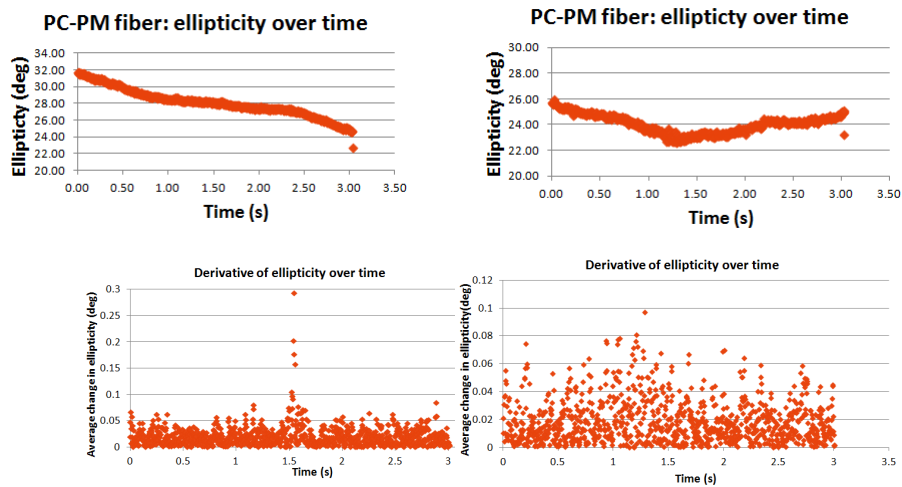 PC-PM fiber: ellipticity over time
Ellipticty (deg)
34.00
32.00
30.00
28.00
26.00
24.00
22.00
20.00
0.00 0.50 1.00 1.50 2.00 2.50 3.00 3.50
Time (s)
PC-PM fiber: ellipticty over time
Ellipticty (deg)
30.00
28.00
26.00
24.00
22.00
20.00
0.00 0.50 1.00 1.50 2.00 2.50 3.00 3.50
Time (s)
Derivative of ellipticity over time
Average change in ellipticity (deg)
0.3
0.25
0.2
0.15
0.1
0.05
0
0 0.5 1 1.5 2 2.5 3
Time (s)
Derivative of ellipticity over time
Average change in ellipticity(deg)
0.12
0.1
0.08
0.06
0.04
0.02
0
0 0.5 1 1.5 2 2.5 3 3.5
Time (s)